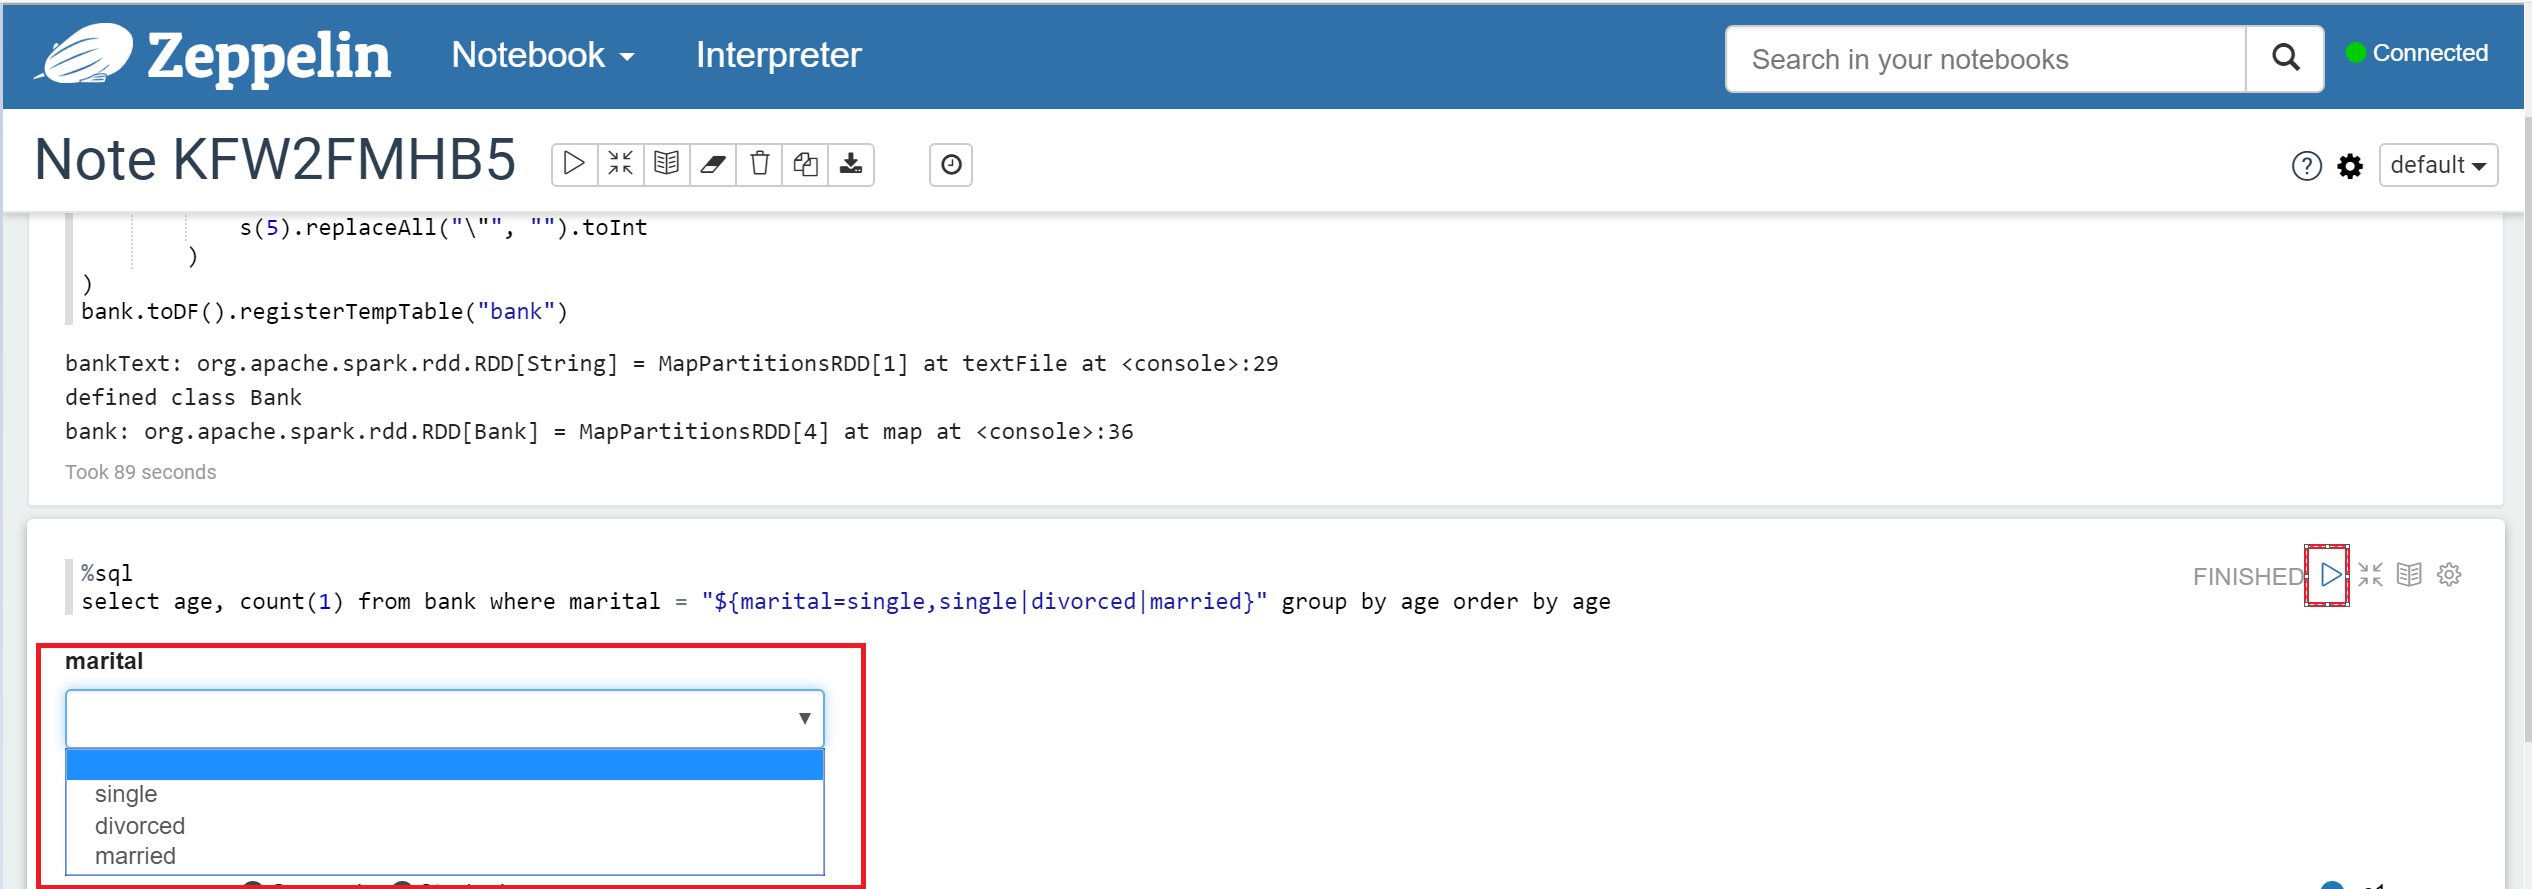 Zeppelin Notebook Interpreter Search in your notebooks Connected
Note KFW2FMHB5 default
s(5).replaceAll("\"", "").toInt
)
)
bank.toDF().registerTempTable("bank")
bankText: org.apache.spark.rdd.RDD[String] = MapPartitionsRDD[1] at textFile at <console>:29
defined class Bank
bank: org.apache.spark.rdd.RDD[Bank] = MapPartitionsRDD[4] at map at <console>:36
Took 89 seconds
%sql
FINISHED
select age, count(1) from bank where marital = "${marital=single,single|divorced|married}" group by age order by age
marital
single
divorced
married